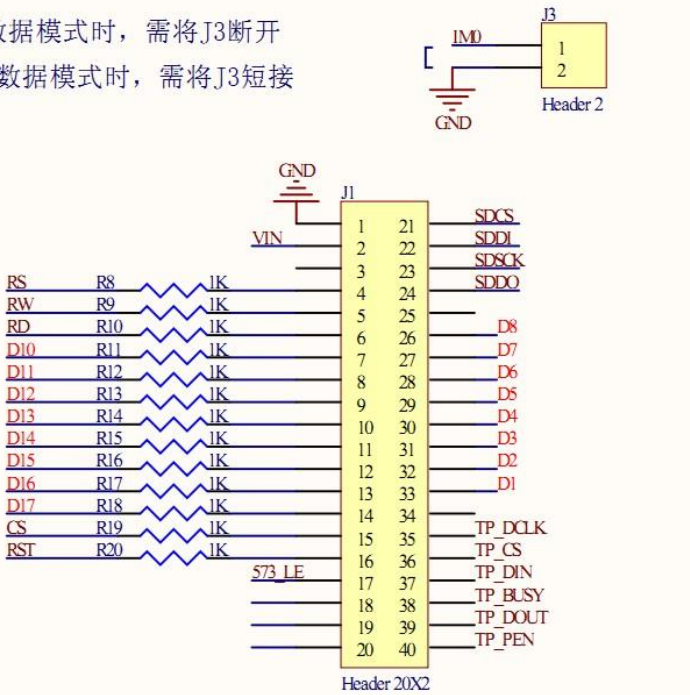 数据模式时，需将J3断开
数据模式时，需将J3短接
J3
IM0
1
2
GND
Header 2
GND
J1
1 21 SDCS
VIN 2 22 SDDI
3 23 SDSCK
RS R8 1K 4 24 SDDO
RW R9 1K 5 25
RD R10 1K 6 26 D8
D10 R11 1K 7 27 D7
D11 R12 1K 8 28 D6
D12 R13 1K 9 29 D5
D13 R14 1K 10 30 D4
D14 R15 1K 11 31 D3
D15 R16 1K 12 32 D2
D16 R17 1K 13 33 D1
D17 R18 1K 14 34
CS R19 1K 15 35 TP_DCLK
RST R20 1K 16 36 TP_CS
573_LE 17 37 TP_DIN
18 38 TP_BUSY
19 39 TP_DOUT
20 40 TP_PEN
Header 20X2